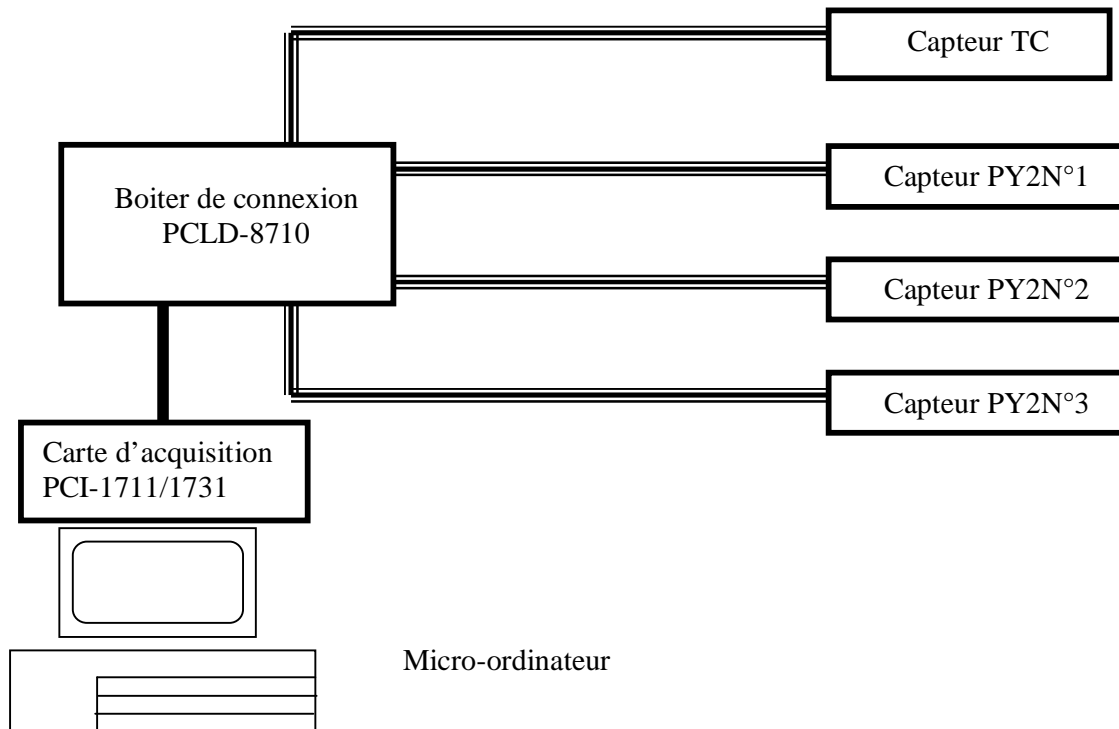 Capteur TC
Boiter de connexion
PCLD-8710
Capteur PY2N°1
Capteur PY2N°2
Capteur PY2N°3
Carte d’acquisition
PCI-1711/1731
Micro-ordinateur